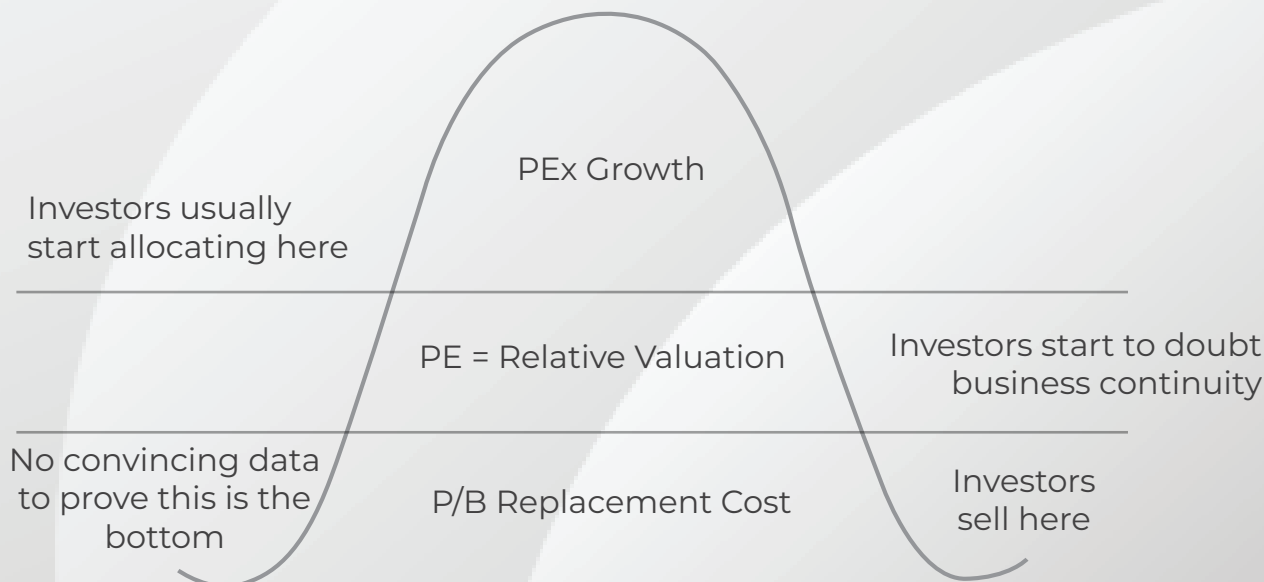 PEx Growth
Investors usually
start allocating here
PE = Relative Valuation
Investors start to doubt
business continuity
No convincing data
to prove this is the
bottom
P/B Replacement Cost
Investors
sell here